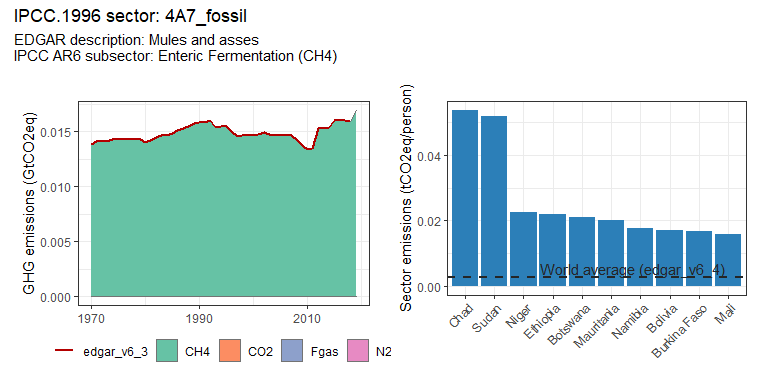 IPCC.1996 sector: 4A7_fossil
EDGAR description: Mules and asses
IPCC AR6 subsector: Enteric Fermentation (CH4)
GHG emissions (GtCO2eq)
0.015
0.010
0.005
0.000
1970
1990
2010
edgar_v6_3
CH4
CO2
Fgas
N2
Sector emissions (tCO2eq/person)
0.04
0.02
0.00
World average (edgar_v6_4)
Chad
Sudan
Niger
Ethiopia
Botswana
Mauritania
Namibia
Bolivia
Burkina Faso
Mali